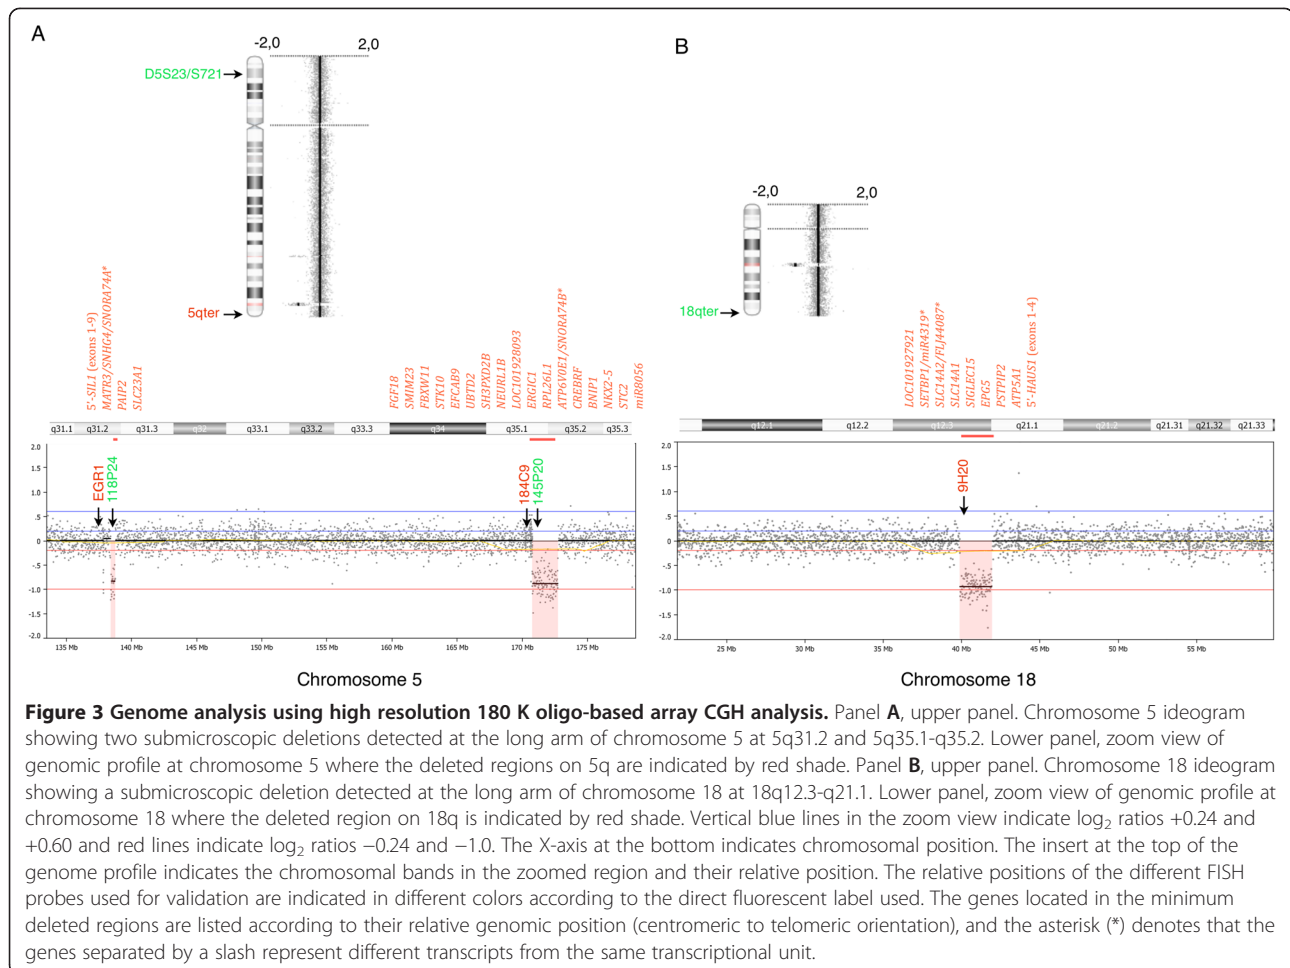 A
-2,0 2,0
D5S23/S721
5qter
5'-SIL1 (exons 1-9)
MATR3/SNHG4/SNORA74A*
PAIP2
SLC23A1
FGF18
SMIM23
FBXW11
STK10
EFCAB9
UBTD2
SH3PXD2B
NEURL1B
LOC101928093
ERGIC1
RPL26L1
ATP6V0E1/SNORA74B*
CREBRF
BNIP1
NKX2-5
STC2
miR8056
q31.1 q31.2 q31.3 q32 q33.1 q33.2 q33.3 q34 q35.1 q35.2 q35.3
2.0
1.5
1.0
.5
0
-.5
-1.0
-1.5
-2.0
EGR1
118P24
184C9
145P20
135 Mb 140 Mb 145 Mb 150 Mb 155 Mb 160 Mb 165 Mb 170 Mb 175 Mb
Chromosome 5
B
-2,0 2,0
18qter
LOC101927921
SETBP1/miR4319*
SLC14A2/FLJ44087*
SLC14A1
SIGLEC15
EPG5
PSTPIP2
ATP5A1
5'-HAUS1 (exons 1-4)
q12.1 q12.2 q12.3 q21.1 q21.2 q21.31 q21.32 q21.33
2.0
1.5
1.0
.5
0
-.5
-1.0
-1.5
-2.0
9H20
25 Mb 30 Mb 35 Mb 40 Mb 45 Mb 50 Mb 55 Mb
Chromosome 18
Figure 3 Genome analysis using high resolution 180 K oligo-based array CGH analysis. Panel A, upper panel. Chromosome 5 ideogram
showing two submicroscopic deletions detected at the long arm of chromosome 5 at 5q31.2 and 5q35.1-q35.2. Lower panel, zoom view of
genomic profile at chromosome 5 where the deleted regions on 5q are indicated by red shade. Panel B, upper panel. Chromosome 18 ideogram
showing a submicroscopic deletion detected at the long arm of chromosome 18 at 18q12.3-q21.1. Lower panel, zoom view of genomic profile at
chromosome 18 where the deleted region on 18q is indicated by red shade. Vertical blue lines in the zoom view indicate log₂ ratios +0.24 and
+0.60 and red lines indicate log₂ ratios −0.24 and −1.0. The X-axis at the bottom indicates chromosomal position. The insert at the top of the
genome profile indicates the chromosomal bands in the zoomed region and their relative position. The relative positions of the different FISH
probes used for validation are indicated in different colors according to the direct fluorescent label used. The genes located in the minimum
deleted regions are listed according to their relative genomic position (centromeric to telomeric orientation), and the asterisk (*) denotes that the
genes separated by a slash represent different transcripts from the same transcriptional unit.